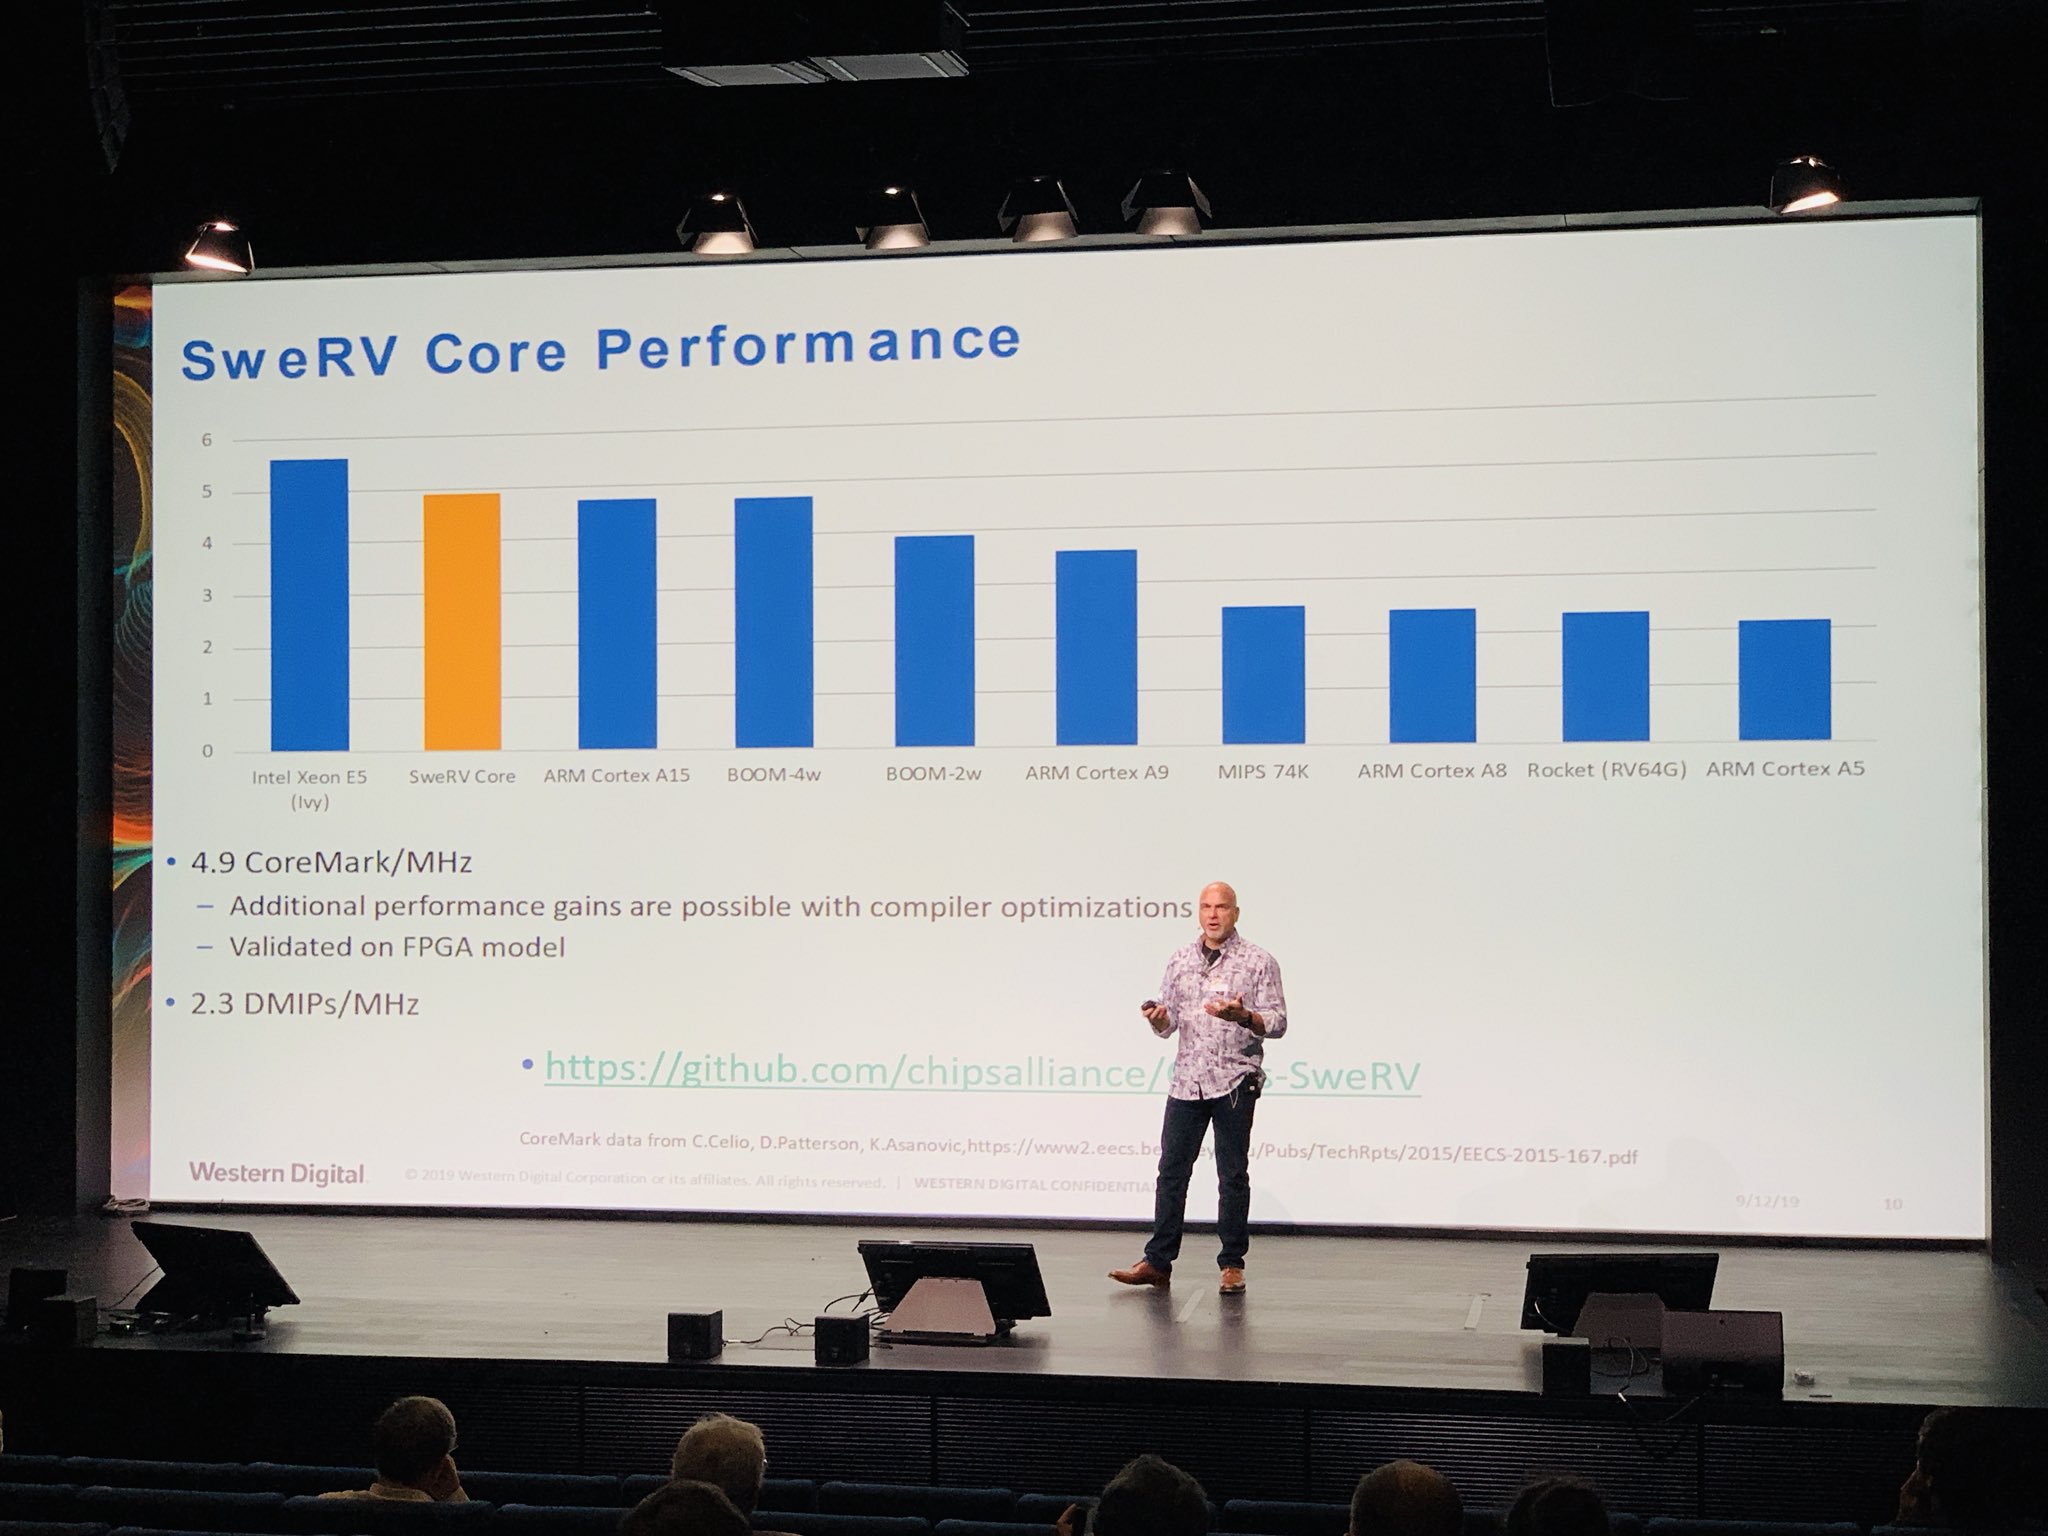 SweRV Core Performance
6
5
4
3
2
1
0
Intel Xeon E5 (Ivy)
SweRV Core
ARM Cortex A15
BOOM-4w
BOOM-2w
ARM Cortex A9
MIPS 74K
ARM Cortex A8
Rocket (RV64G)
ARM Cortex A5
• 4.9 CoreMark/MHz
– Additional performance gains are possible with compiler optimizations
– Validated on FPGA model
• 2.3 DMIPs/MHz
• https://github.com/chipsalliance/ s-SweRV
CoreMark data from C.Celio, D.Patterson, K.Asanovic,https://www2.eecs.be ey. u/Pubs/TechRpts/2015/EECS-2015-167.pdf
Western Digital
© 2019 Western Digital Corporation or its affiliates. All rights reserved. | WESTERN DIGITAL CONFIDENTIAL
9/12/19
10